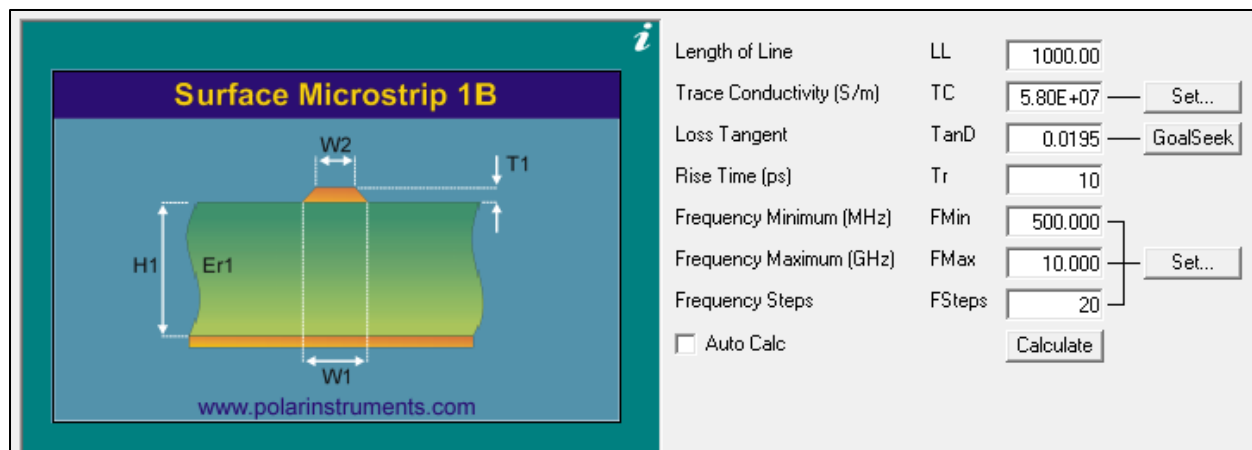 i
Surface Microstrip 1B
W2
T1
H1
Er1
W1
www.polarinstruments.com
Length of Line LL 1000.00
Trace Conductivity (S/m) TC 5.80E+07 Set...
Loss Tangent TanD 0.0195 GoalSeek
Rise Time (ps) Tr 10
Frequency Minimum (MHz) FMin 500.000
Frequency Maximum (GHz) FMax 10.000 Set...
Frequency Steps FSteps 20
Auto Calc Calculate